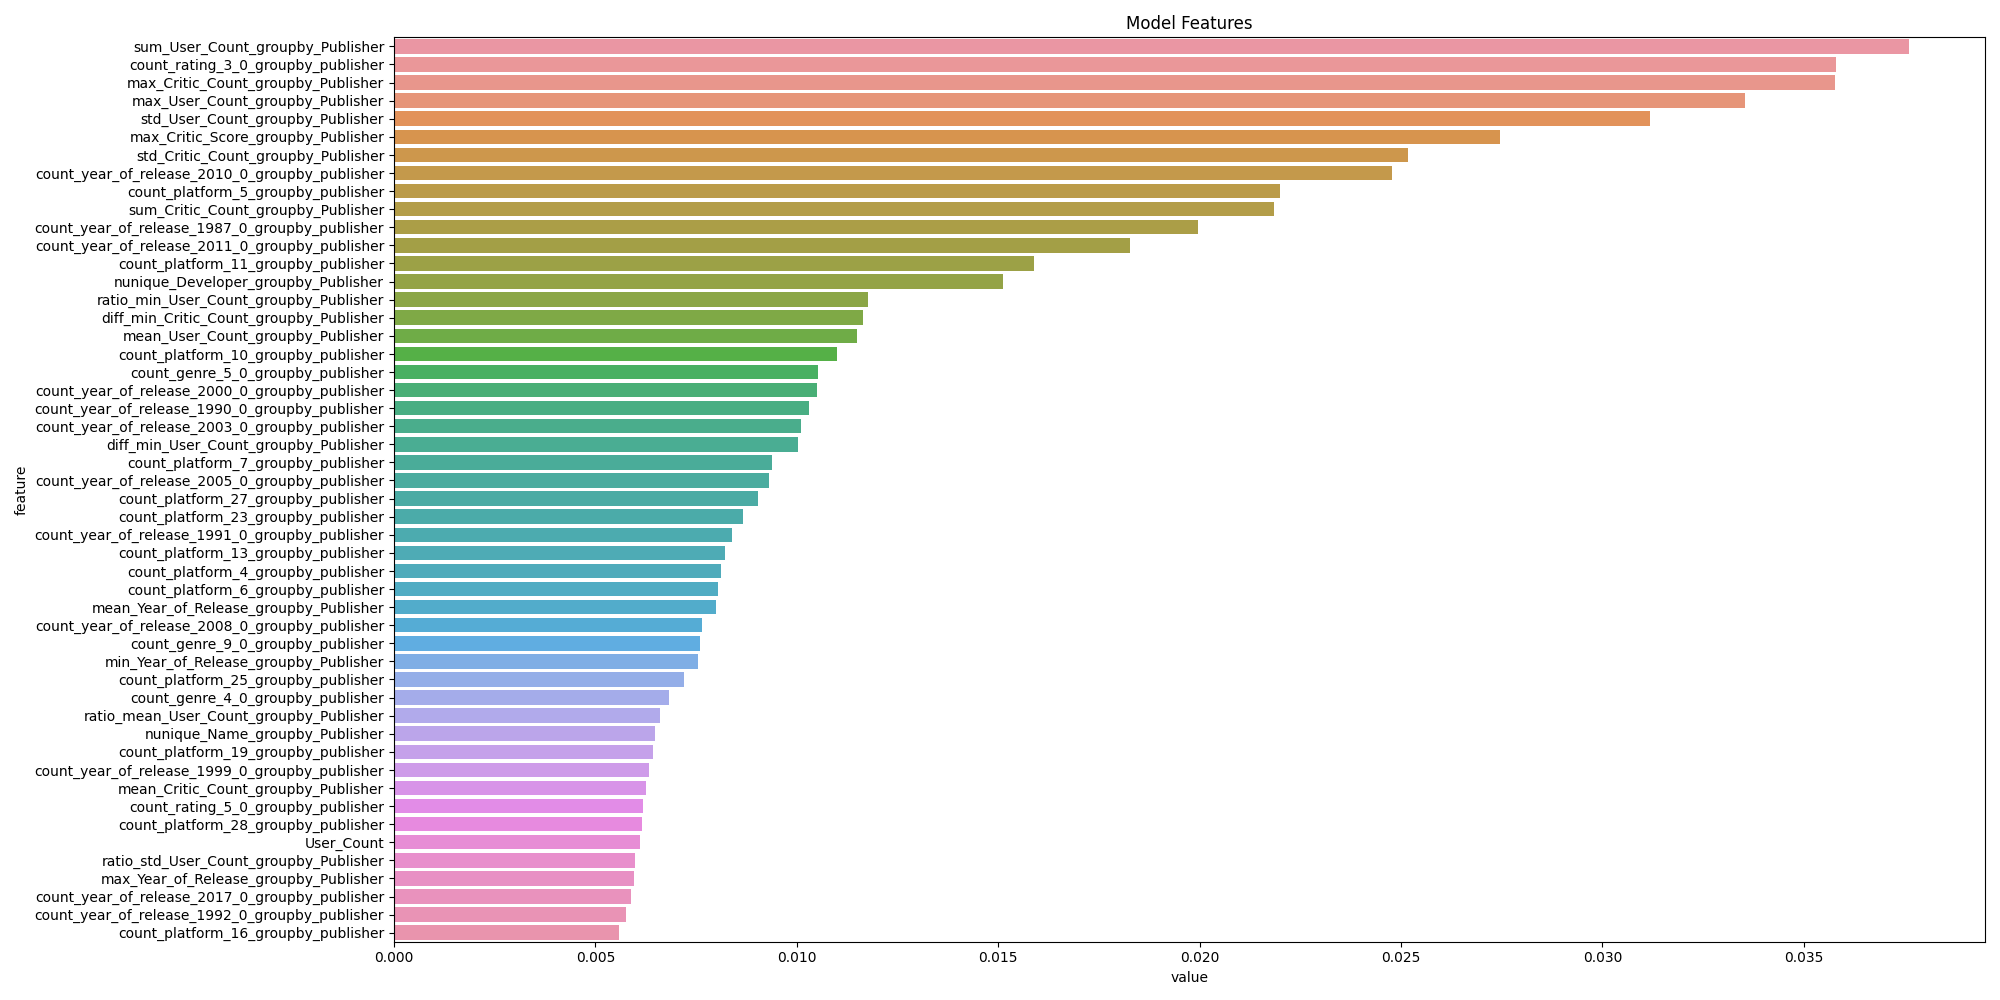 Model Features
sum_User_Count_groupby_Publisher
count_rating_3_0_groupby_publisher
max_Critic_Count_groupby_Publisher
max_User_Count_groupby_Publisher
std_User_Count_groupby_Publisher
max_Critic_Score_groupby_Publisher
std_Critic_Count_groupby_Publisher
count_year_of_release_2010_0_groupby_publisher
count_platform_5_groupby_publisher
sum_Critic_Count_groupby_Publisher
count_year_of_release_1987_0_groupby_publisher
count_year_of_release_2011_0_groupby_publisher
count_platform_11_groupby_publisher
nunique_Developer_groupby_Publisher
ratio_min_User_Count_groupby_Publisher
diff_min_Critic_Count_groupby_Publisher
mean_User_Count_groupby_Publisher
count_platform_10_groupby_publisher
count_genre_5_0_groupby_publisher
count_year_of_release_2000_0_groupby_publisher
count_year_of_release_1990_0_groupby_publisher
count_year_of_release_2003_0_groupby_publisher
diff_min_User_Count_groupby_Publisher
count_platform_7_groupby_publisher
count_year_of_release_2005_0_groupby_publisher
count_platform_27_groupby_publisher
count_platform_23_groupby_publisher
count_year_of_release_1991_0_groupby_publisher
count_platform_13_groupby_publisher
count_platform_4_groupby_publisher
count_platform_6_groupby_publisher
mean_Year_of_Release_groupby_Publisher
count_year_of_release_2008_0_groupby_publisher
count_genre_9_0_groupby_publisher
min_Year_of_Release_groupby_Publisher
count_platform_25_groupby_publisher
count_genre_4_0_groupby_publisher
ratio_mean_User_Count_groupby_Publisher
nunique_Name_groupby_Publisher
count_platform_19_groupby_publisher
count_year_of_release_1999_0_groupby_publisher
mean_Critic_Count_groupby_Publisher
count_rating_5_0_groupby_publisher
count_platform_28_groupby_publisher
User_Count
ratio_std_User_Count_groupby_Publisher
max_Year_of_Release_groupby_Publisher
count_year_of_release_2017_0_groupby_publisher
count_year_of_release_1992_0_groupby_publisher
count_platform_16_groupby_publisher
feature
0.000 0.005 0.010 0.015 0.020 0.025 0.030 0.035
value